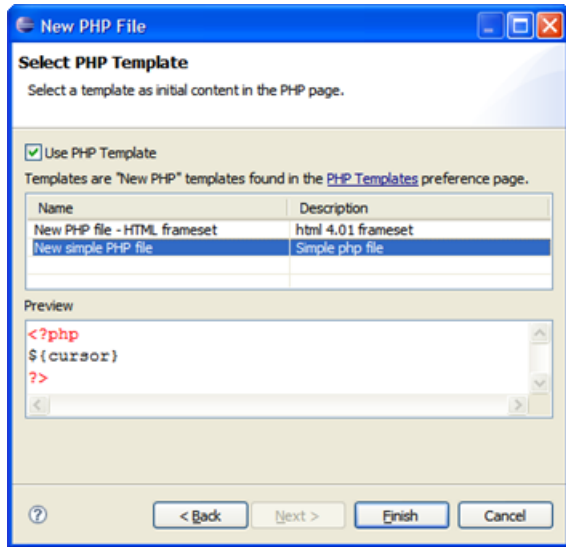 New PHP File
Select PHP Template
Select a template as initial content in the PHP page.
Use PHP Template
Templates are "New PHP" templates found in the PHP Templates preference page.
Name Description
New PHP file - HTML frameset html 4.01 frameset
New simple PHP file Simple php file
Preview
<?php
${cursor}
?>
? < Back Next > Finish Cancel